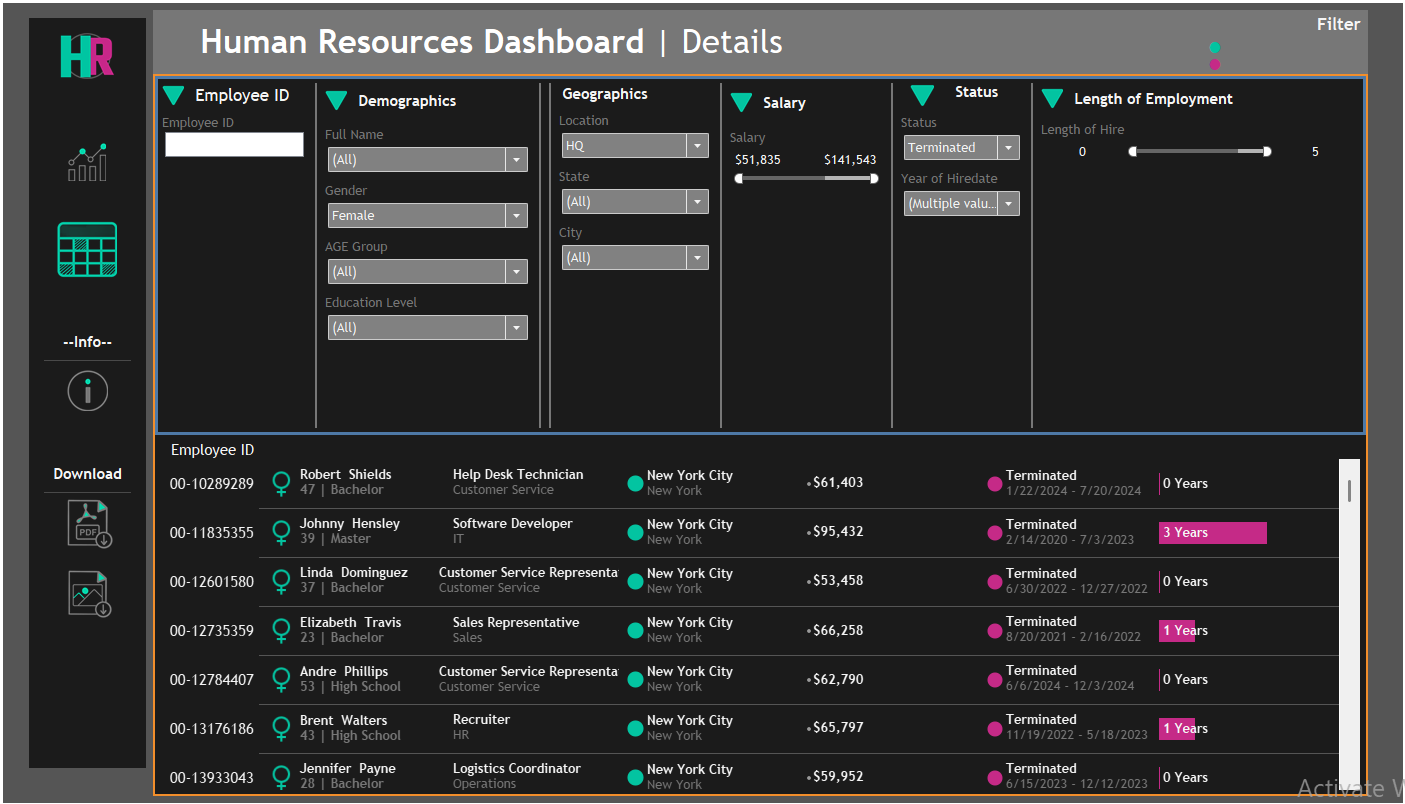 HR
Human Resources Dashboard | Details
Filter
Employee ID
Employee ID
Demographics
Full Name
(All)
Gender
Female
AGE Group
(All)
Education Level
(All)
Geographics
Location
HQ
State
(All)
City
(All)
Salary
Salary
$51,835 $141,543
Status
Status
Terminated
Year of Hiredate
(Multiple valu...
Length of Employment
Length of Hire
0 5
--Info--
i
Download
PDF
Employee ID
00-10289289 Robert Shields Help Desk Technician New York City $61,403 Terminated 0 Years
47 | Bachelor Customer Service New York 1/22/2024 - 7/20/2024
00-11835355 Johnny Hensley Software Developer New York City $95,432 Terminated 3 Years
39 | Master IT New York 2/14/2020 - 7/3/2023
00-12601580 Linda Dominguez Customer Service Representa New York City $53,458 Terminated 0 Years
37 | Bachelor Customer Service New York 6/30/2022 - 12/27/2022
00-12735359 Elizabeth Travis Sales Representative New York City $66,258 Terminated 1 Years
23 | Bachelor Sales New York 8/20/2021 - 2/16/2022
00-12784407 Andre Phillips Customer Service Representa New York City $62,790 Terminated 0 Years
53 | High School Customer Service New York 6/6/2024 - 12/3/2024
00-13176186 Brent Walters Recruiter New York City $65,797 Terminated 1 Years
43 | High School HR New York 11/19/2022 - 5/18/2023
00-13933043 Jennifer Payne Logistics Coordinator New York City $59,952 Terminated 0 Years
28 | Bachelor Operations New York 6/15/2023 - 12/12/2023
Activate W